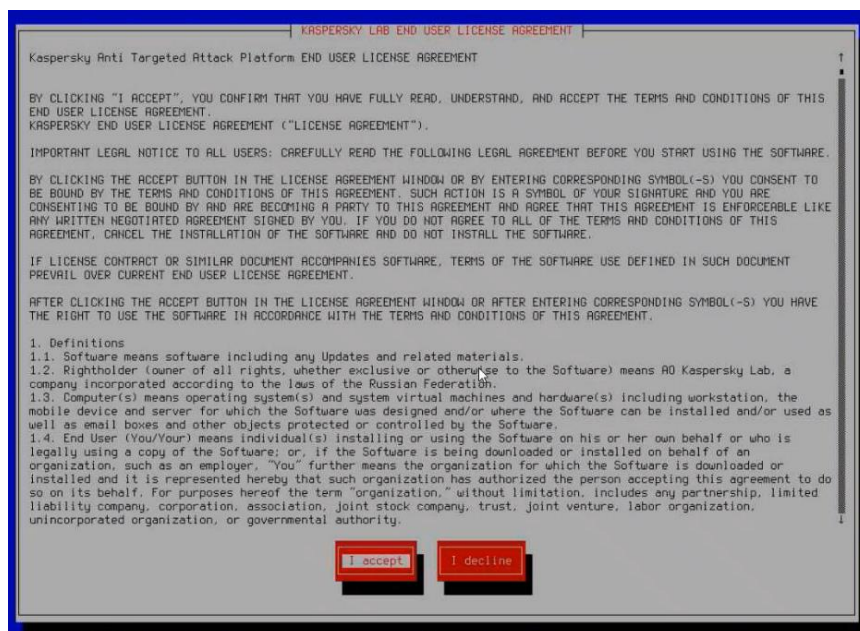 KASPERSKY LAB END USER LICENSE AGREEMENT
Kaspersky Anti Targeted Attack Platform END USER LICENSE AGREEMENT
BY CLICKING "I ACCEPT", YOU CONFIRM THAT YOU HAVE FULLY READ, UNDERSTAND, AND ACCEPT THE TERMS AND CONDITIONS OF THIS
END USER LICENSE AGREEMENT.
KASPERSKY END USER LICENSE AGREEMENT ("LICENSE AGREEMENT").
IMPORTANT LEGAL NOTICE TO ALL USERS: CAREFULLY READ THE FOLLOWING LEGAL AGREEMENT BEFORE YOU START USING THE SOFTWARE.
BY CLICKING THE ACCEPT BUTTON IN THE LICENSE AGREEMENT WINDOW OR BY ENTERING CORRESPONDING SYMBOL(-S) YOU CONSENT TO
BE BOUND BY THE TERMS AND CONDITIONS OF THIS AGREEMENT. SUCH ACTION IS A SYMBOL OF YOUR SIGNATURE AND YOU ARE
CONSENTING TO BE BOUND BY AND ARE BECOMING A PARTY TO THIS AGREEMENT AND AGREE THAT THIS AGREEMENT IS ENFORCEABLE LIKE
ANY WRITTEN NEGOTIATED AGREEMENT SIGNED BY YOU. IF YOU DO NOT AGREE TO ALL OF THE TERMS AND CONDITIONS OF THIS
AGREEMENT, CANCEL THE INSTALLATION OF THE SOFTWARE AND DO NOT INSTALL THE SOFTWARE.
IF LICENSE CONTRACT OR SIMILAR DOCUMENT ACCOMPANIES SOFTWARE, TERMS OF THE SOFTWARE USE DEFINED IN SUCH DOCUMENT
PREVAIL OVER CURRENT END USER LICENSE AGREEMENT.
AFTER CLICKING THE ACCEPT BUTTON IN THE LICENSE AGREEMENT WINDOW OR AFTER ENTERING CORRESPONDING SYMBOL(-S) YOU HAVE
THE RIGHT TO USE THE SOFTWARE IN ACCORDANCE WITH THE TERMS AND CONDITIONS OF THIS AGREEMENT.
1. Definitions
1.1. Software means software including any Updates and related materials.
1.2. Rightholder (owner of all rights, whether exclusive or otherwise to the Software) means AO Kaspersky Lab, a
company incorporated according to the laws of the Russian Federation.
1.3. Computer(s) means operating system(s) and system virtual machines and hardware(s) including workstation, the
mobile device and server for which the Software was designed and/or where the Software can be installed and/or used as
well as email boxes and other objects protected or controlled by the Software.
1.4. End User (You/Your) means individual(s) installing or using the Software on his or her own behalf or who is
legally using a copy of the Software; or, if the Software is being downloaded or installed on behalf of an
organization, such as an employer, "You" further means the organization for which the Software is downloaded or
installed and it is represented hereby that such organization has authorized the person accepting this agreement to do
so on its behalf. For purposes hereof the term "organization," without limitation, includes any partnership, limited
liability company, corporation, association, joint stock company, trust, joint venture, labor organization,
unincorporated organization, or governmental authority.
I accept
I decline